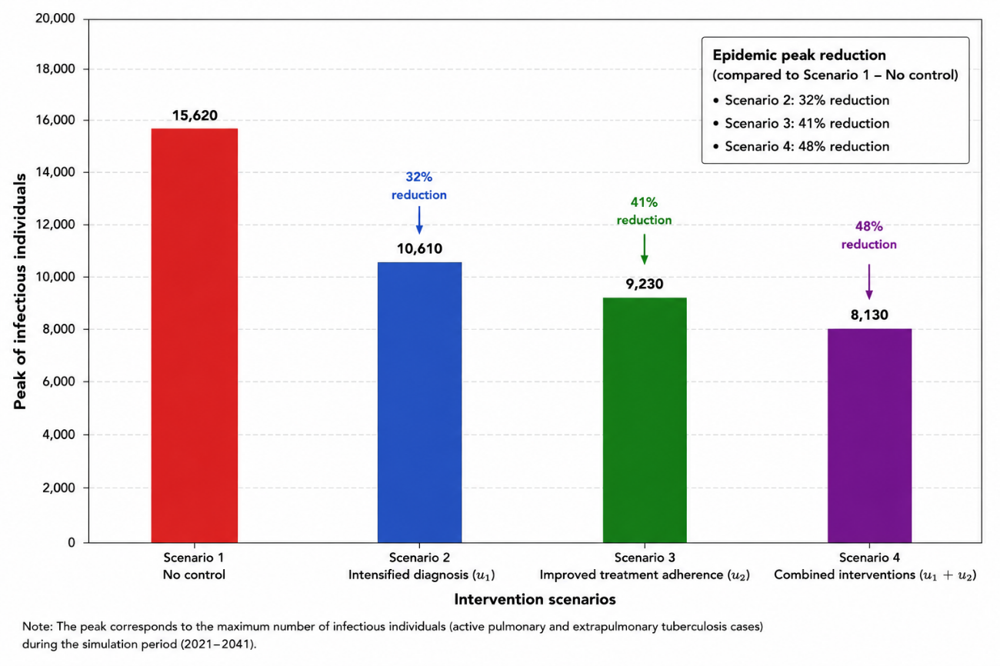 20,000
18,000
16,000
14,000
12,000
10,000
8,000
6,000
4,000
2,000
0
Peak of infectious individuals
Epidemic peak reduction
(compared to Scenario 1 – No control)
• Scenario 2: 32% reduction
• Scenario 3: 41% reduction
• Scenario 4: 48% reduction
15,620
32%
reduction
10,610
41%
reduction
9,230
48%
reduction
8,130
Scenario 1
No control
Scenario 2
Intensified diagnosis (u₁)
Scenario 3
Improved treatment adherence (u₂)
Scenario 4
Combined interventions (u₁ + u₂)
Intervention scenarios
Note: The peak corresponds to the maximum number of infectious individuals (active pulmonary and extrapulmonary tuberculosis cases)
during the simulation period (2021–2041).